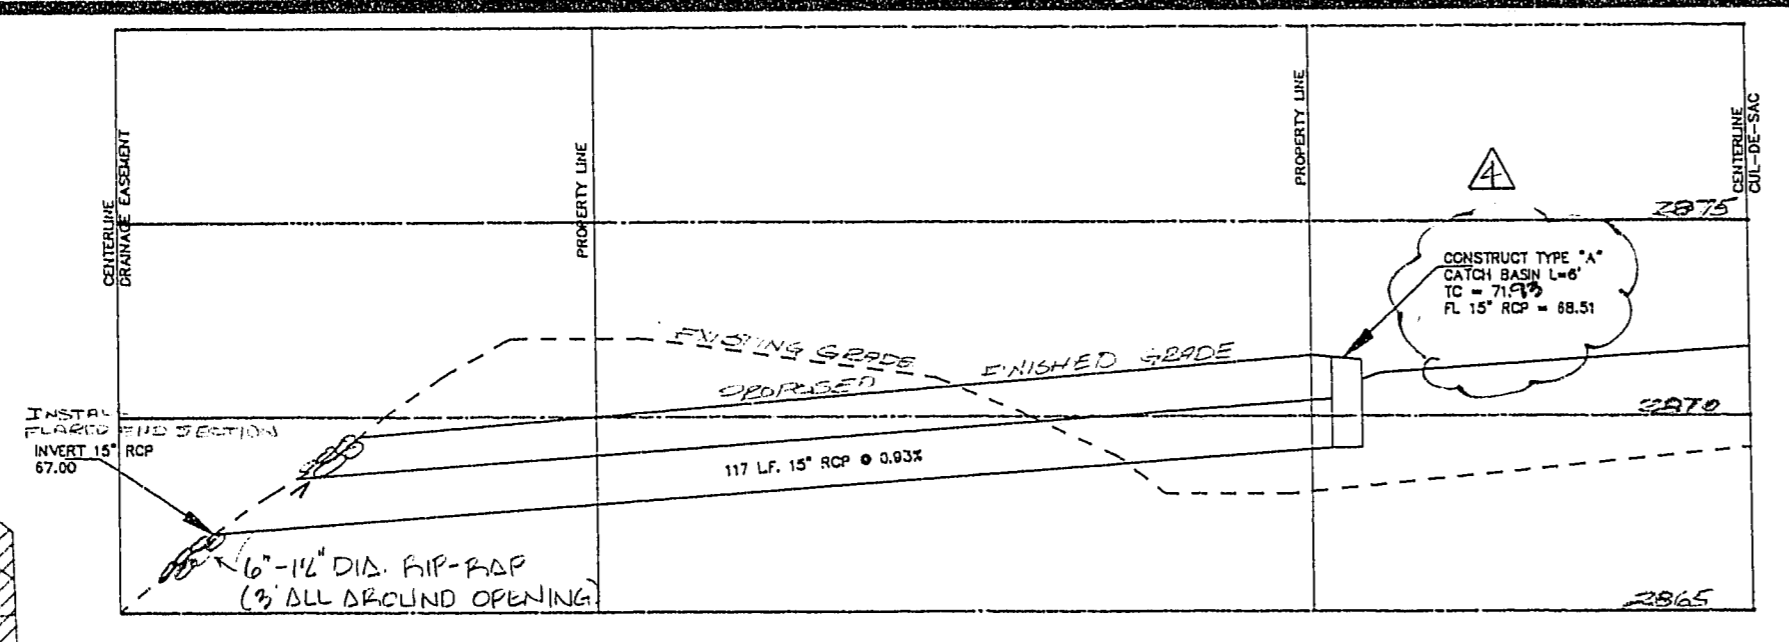 CENTERLINE
DRAINAGE EASEMENT
PROPERTY LINE
PROPERTY LINE
CENTERLINE
CUL-DE-SAC
4
2875
CONSTRUCT TYPE "A"
CATCH BASIN L=6'
TC = 71.93
FL 15" RCP = 68.51
EXISTING GRADE
PROPOSED FINISHED GRADE
2870
INSTAL
FLARED END SECTION
INVERT 15" RCP
67.00
117 LF. 15" RCP @ 0.93%
6"-12" DIA. RIP-RAP
(3' ALL AROUND OPENING)
2865